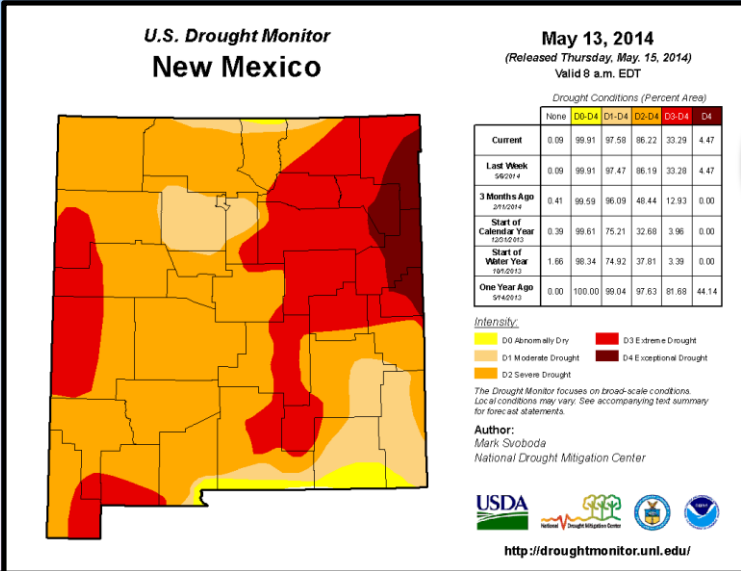 U.S. Drought Monitor
New Mexico
May 13, 2014
(Released Thursday, May. 15, 2014)
Valid 8 a.m. EDT
Drought Conditions (Percent Area)
None D0-D4 D1-D4 D2-D4 D3-D4 D4
Current 0.09 99.91 97.58 86.22 33.29 4.47
Last Week 0.09 99.91 97.47 86.19 33.28 4.47
5/6/2014
3 Months Ago 0.41 99.59 96.09 48.44 12.93 0.00
2/11/2014
Start of
Calendar Year 0.39 99.61 75.21 32.68 3.96 0.00
12/31/2013
Start of
Water Year 1.66 98.34 74.92 37.81 3.39 0.00
10/1/2013
One Year Ago 0.00 100.00 99.04 97.63 81.68 44.14
5/14/2013
Intensity:
D0 Abnormally Dry D3 Extreme Drought
D1 Moderate Drought D4 Exceptional Drought
D2 Severe Drought
The Drought Monitor focuses on broad-scale conditions.
Local conditions may vary. See accompanying text summary
for forecast statements.
Author:
Mark Svoboda
National Drought Mitigation Center
USDA
National Drought Mitigation Center
http://droughtmonitor.unl.edu/